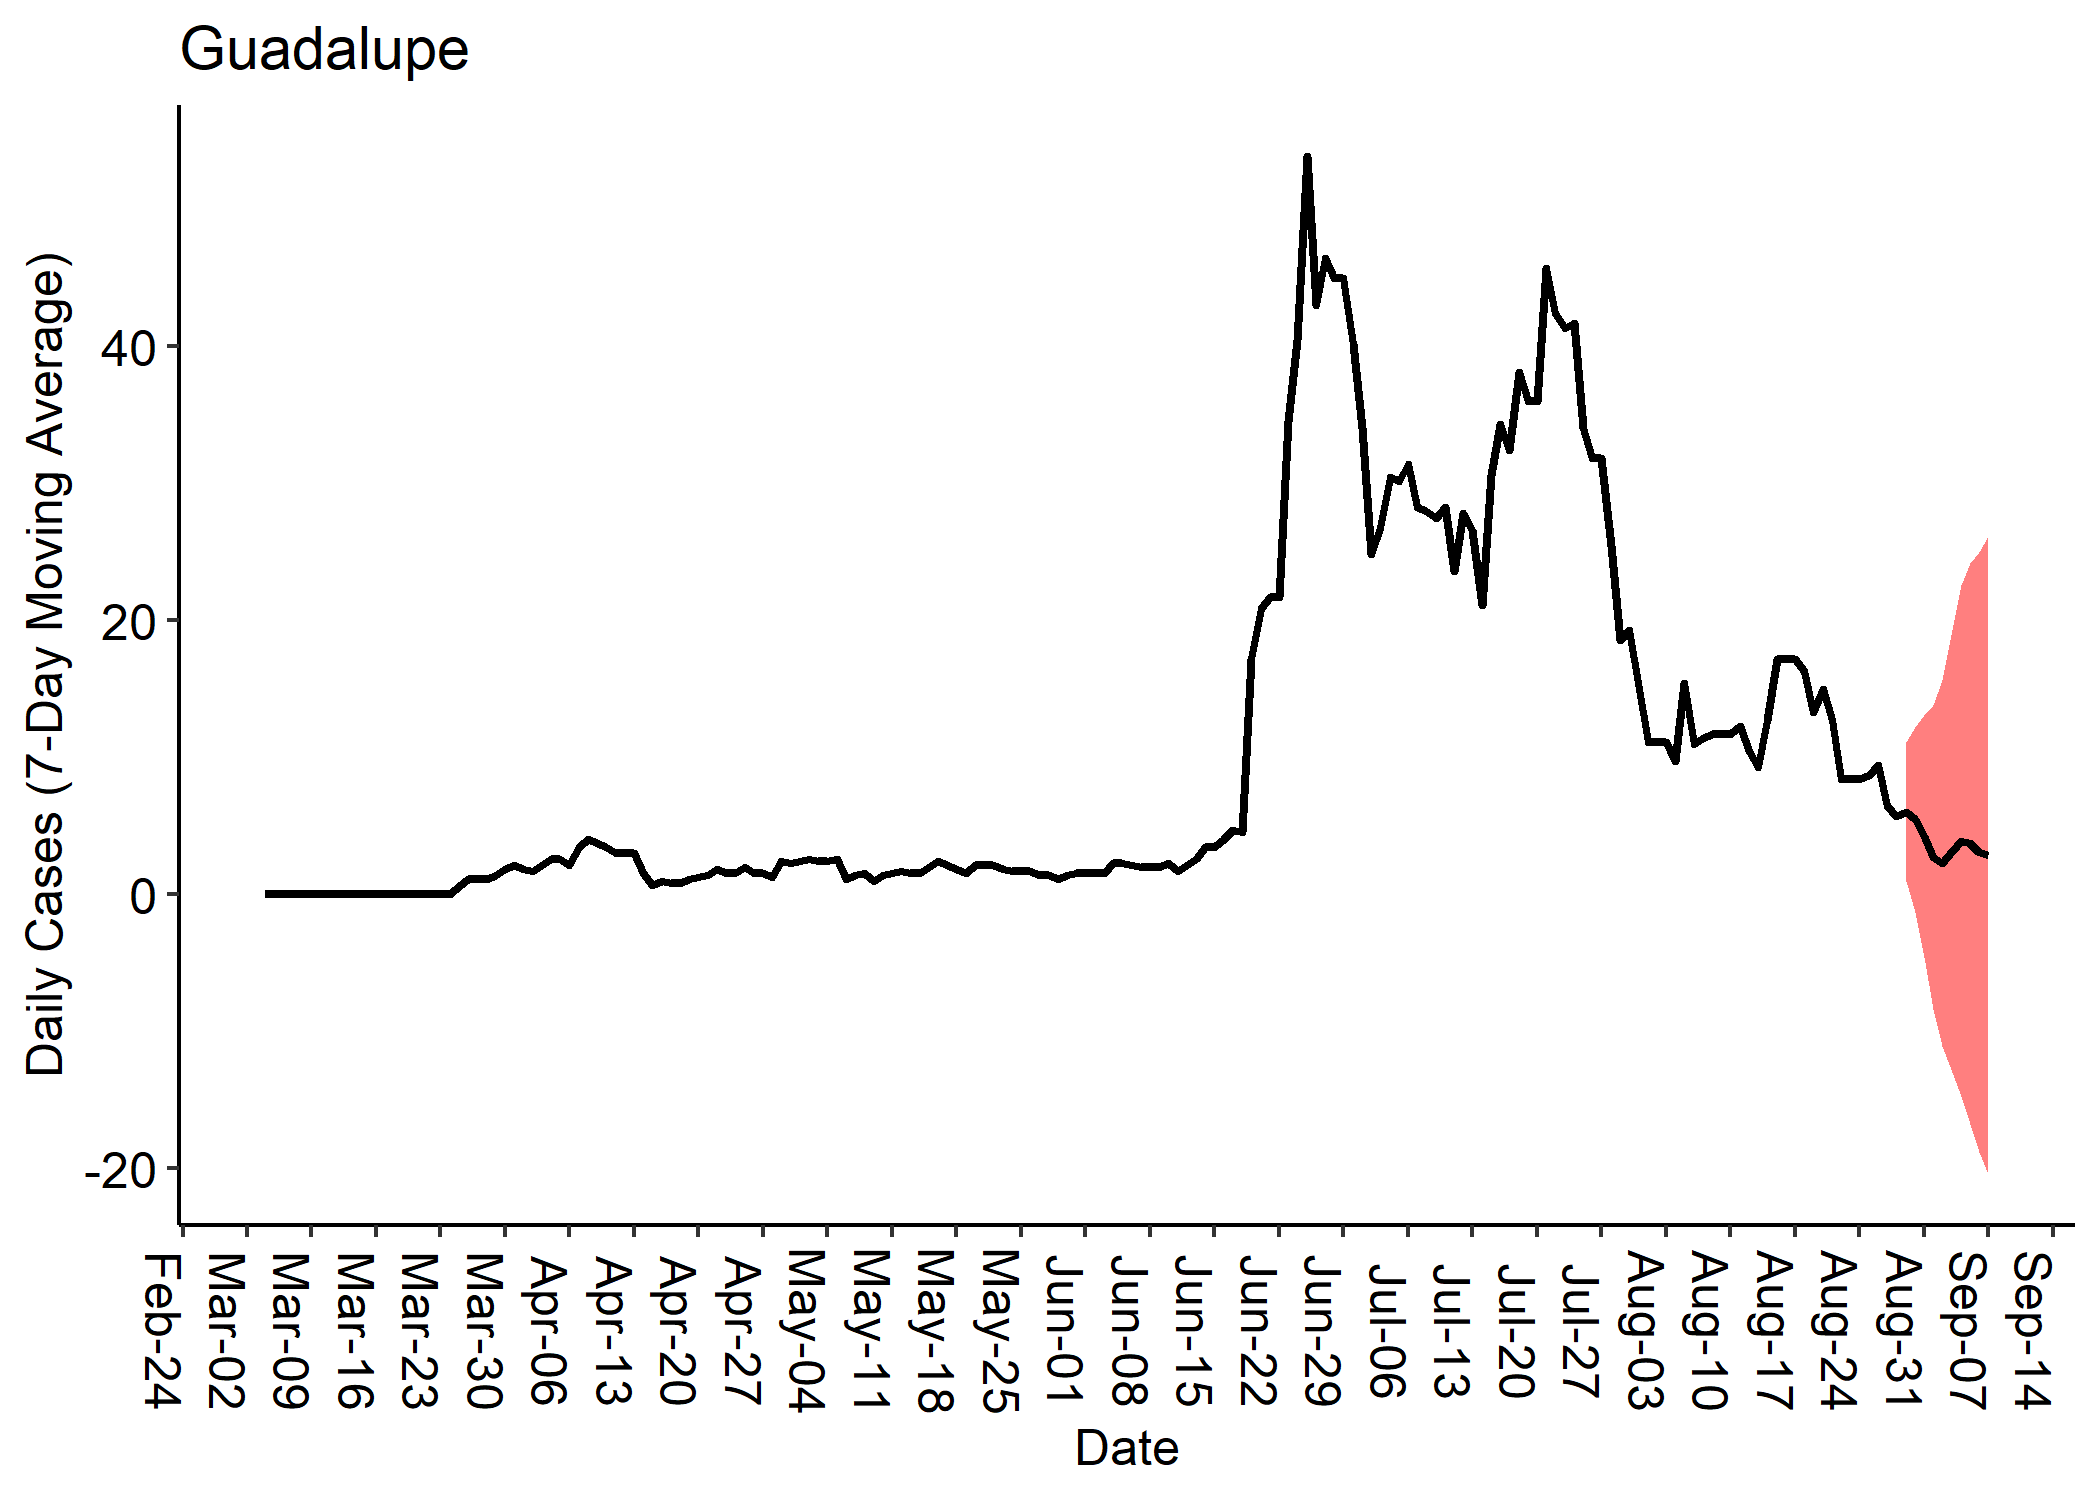 Guadalupe
Daily Cases (7-Day Moving Average)
40
20
0
-20
Feb-24
Mar-02
Mar-09
Mar-16
Mar-23
Mar-30
Apr-06
Apr-13
Apr-20
Apr-27
May-04
May-11
May-18
May-25
Jun-01
Jun-08
Jun-15
Jun-22
Jun-29
Jul-06
Jul-13
Jul-20
Jul-27
Aug-03
Aug-10
Aug-17
Aug-24
Aug-31
Sep-07
Sep-14
Date